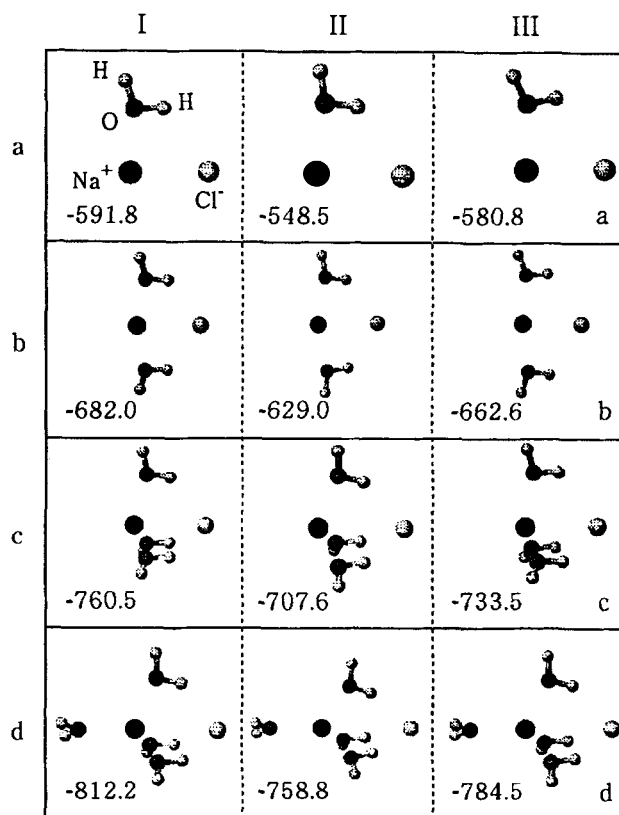 I II III
a
H
H
O
Na⁺
Cl⁻
-591.8 -548.5 -580.8 a
b
-682.0 -629.0 -662.6 b
c
-760.5 -707.6 -733.5 c
d
-812.2 -758.8 -784.5 d